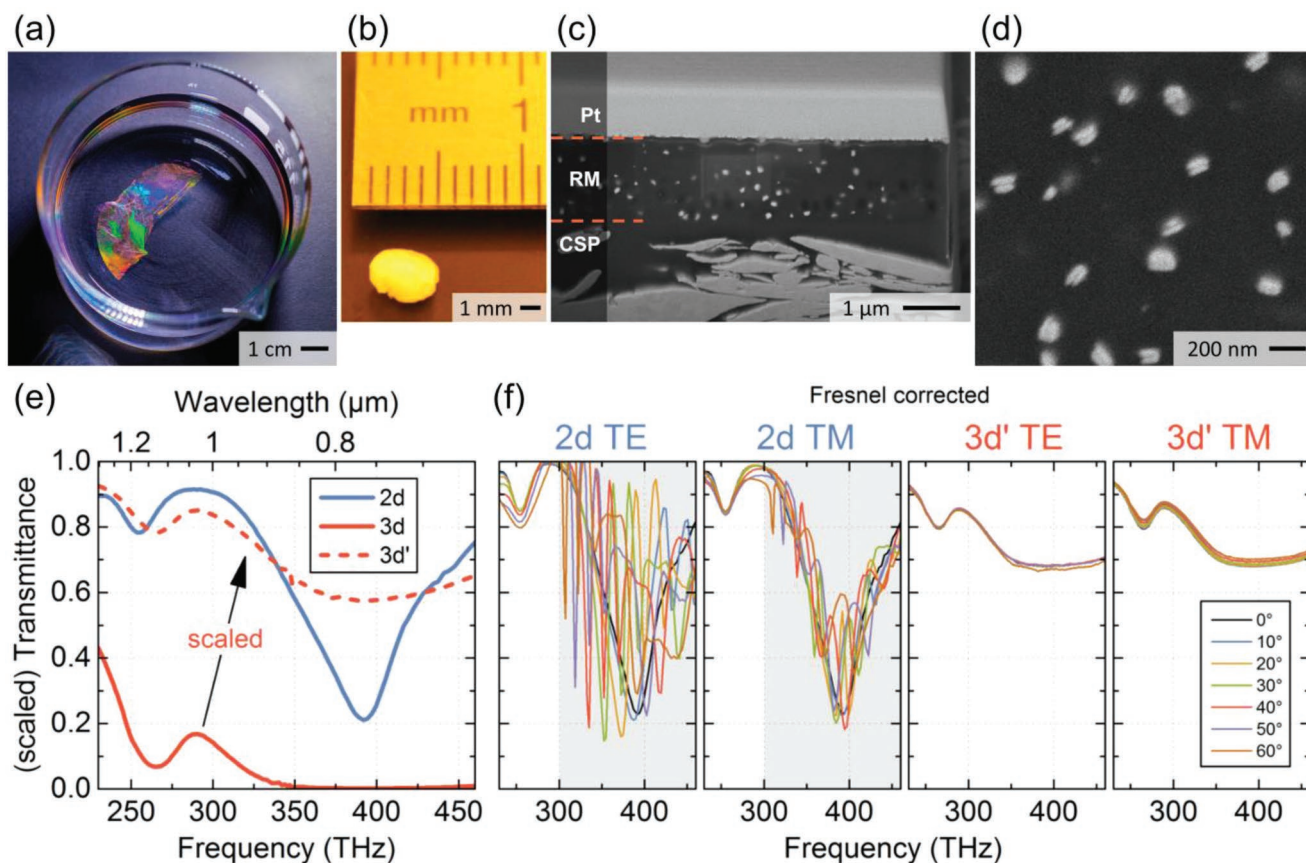 (a)
(b)
(c)
(d)
1 cm
mm
1
1 mm
Pt
RM
CSP
1 µm
200 nm
(e)
Wavelength (µm)
1.2
1
0.8
(scaled) Transmittance
1.0
0.8
0.6
0.4
0.2
0.0
2d
3d
3d'
scaled
250
300
350
400
450
Frequency (THz)
(f)
Fresnel corrected
2d TE
2d TM
3d' TE
3d' TM
0°
10°
20°
30°
40°
50°
60°
300
400
300
400
300
400
300
400
Frequency (THz)